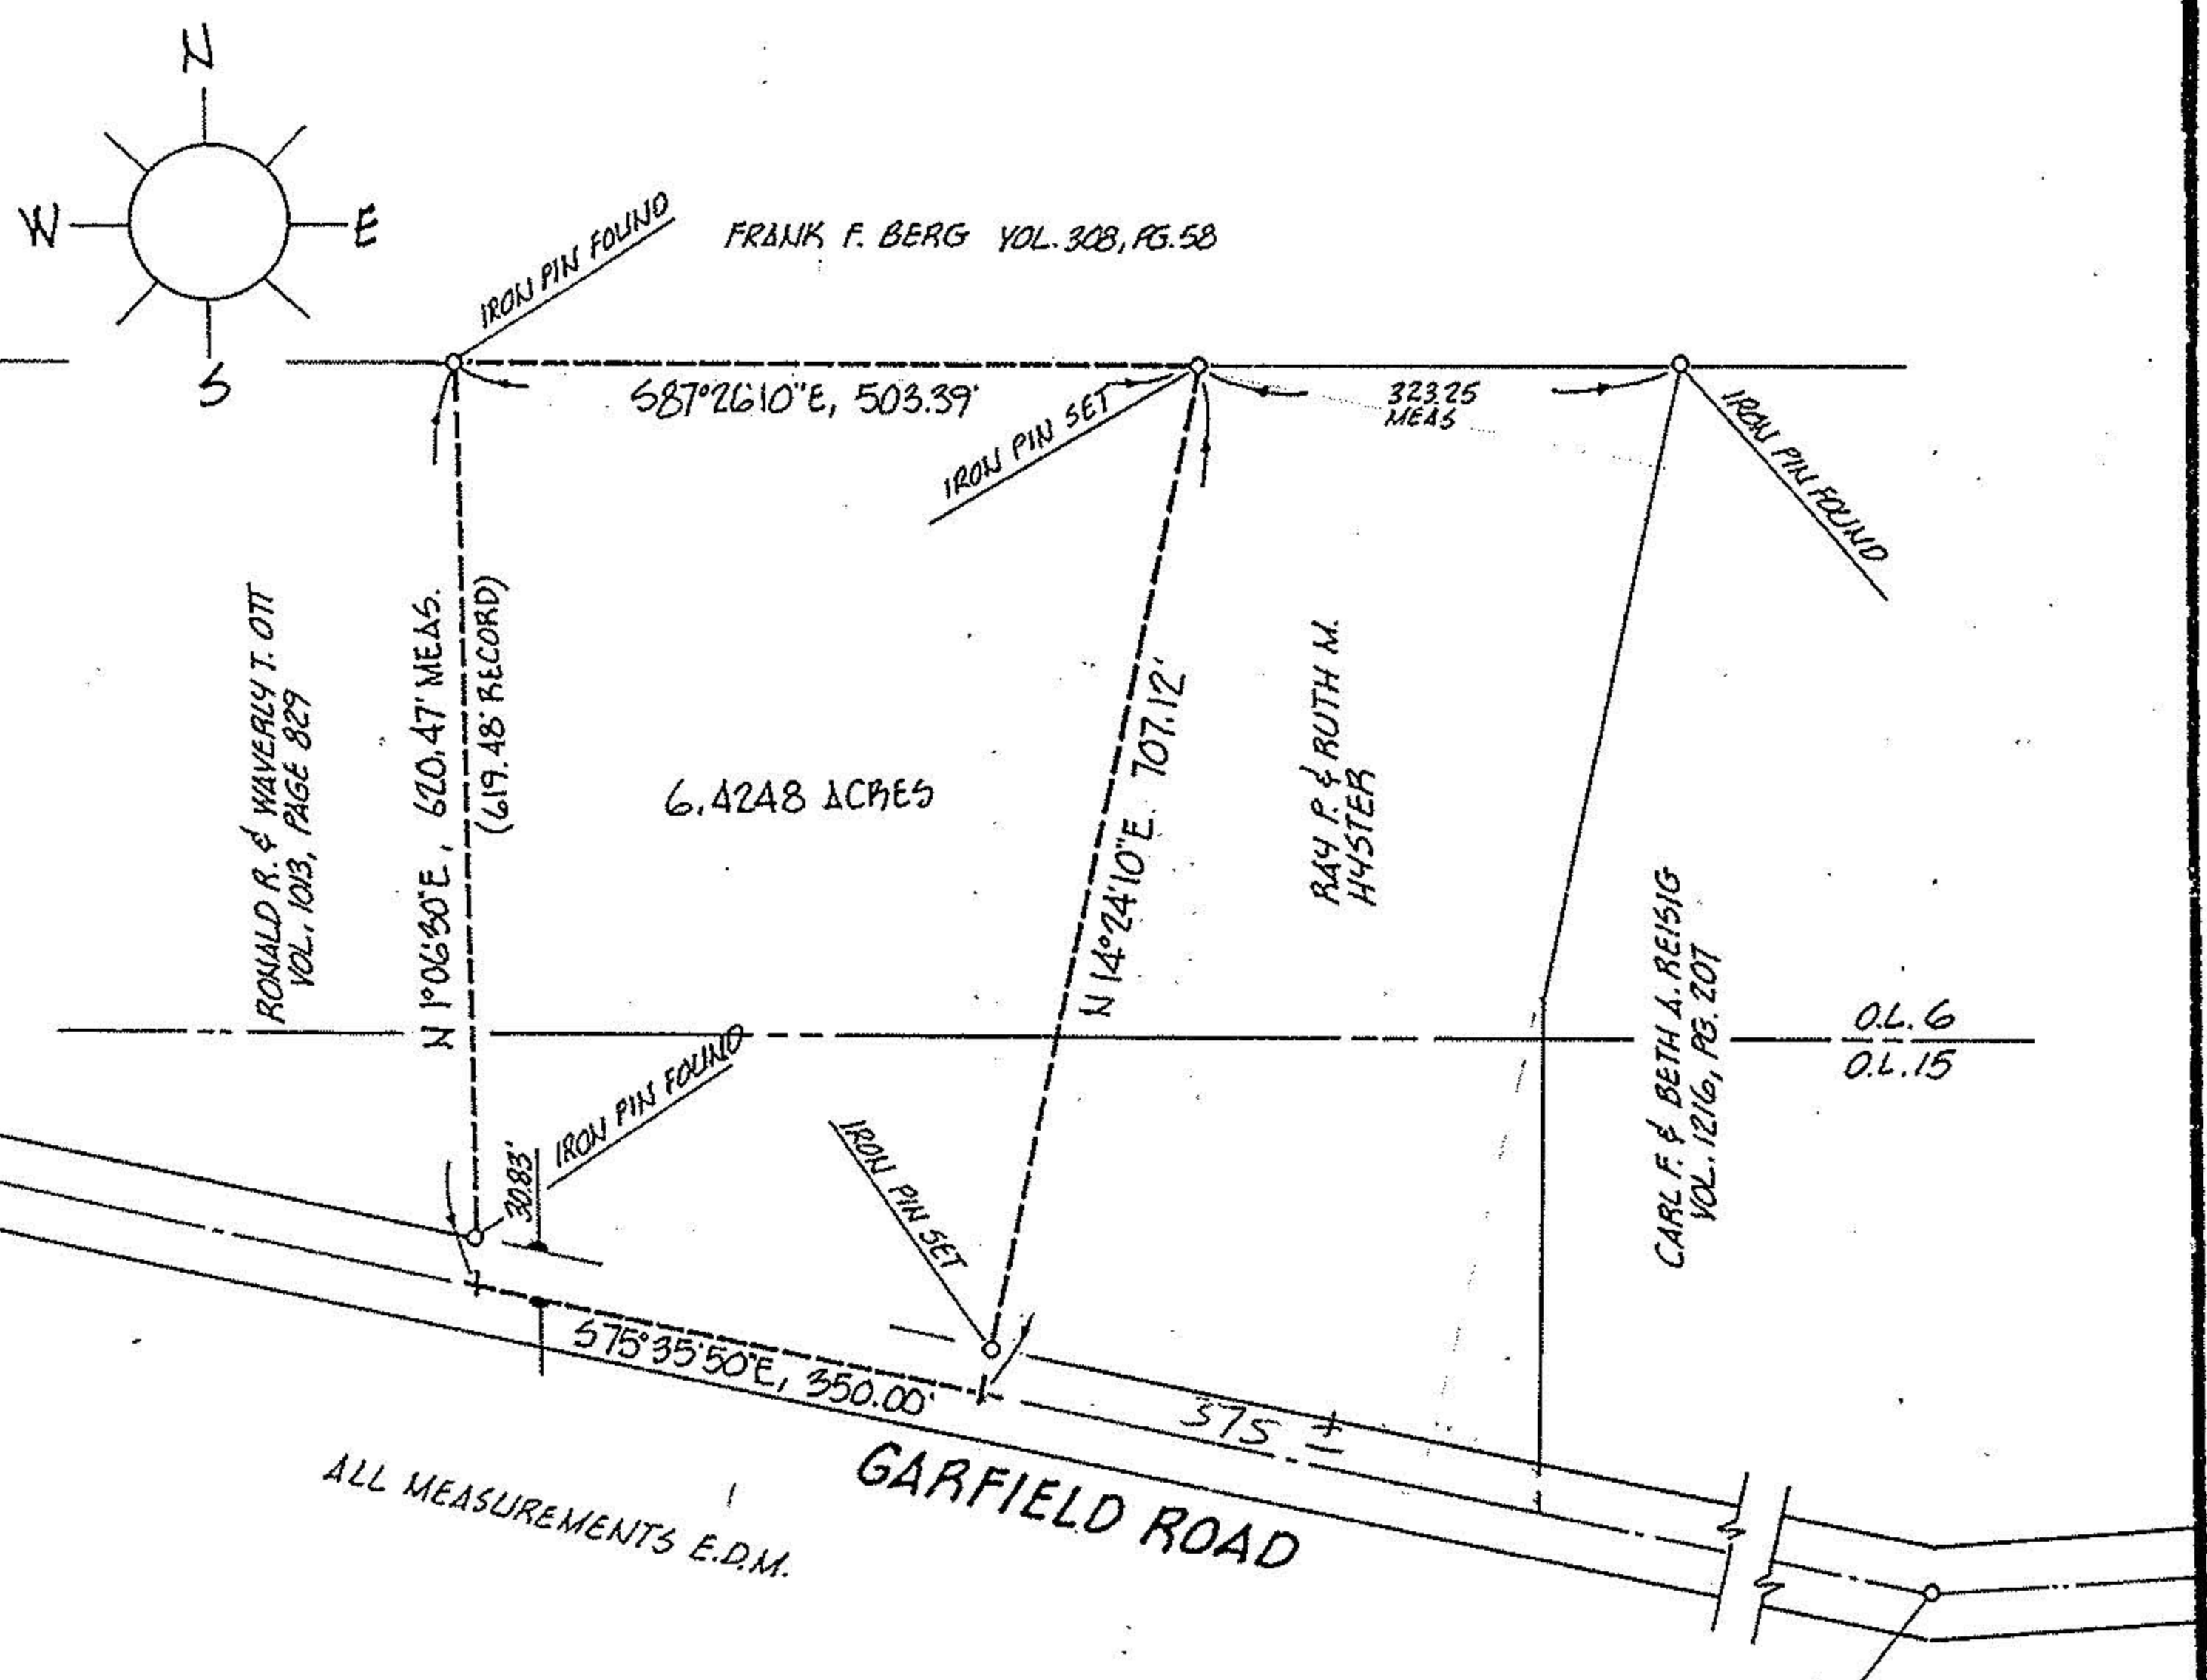 N
W E
S
IRON PIN FOUND
FRANK F. BERG VOL. 308, PG. 58
S87°26'10"E, 503.39'
IRON PIN SET
323.25
MEAS
IRON PIN FOUND
RONALD R. & WAVERLY T. OTT
VOL. 1013, PAGE 829
N 1°06'30"E, 620.47' MEAS.
(619.48' RECORD)
6.4248 ACRES
N 14°24'10"E 707.12'
RAY P. & RUTH M.
HYSTER
CARL F. & BETH A. REISIG
VOL. 1216, PG. 207
O.L. 6
O.L. 15
30.83'
IRON PIN FOUND
IRON PIN SET
S75°35'50"E, 350.00'
375 ±
GARFIELD ROAD
ALL MEASUREMENTS E.D.M.